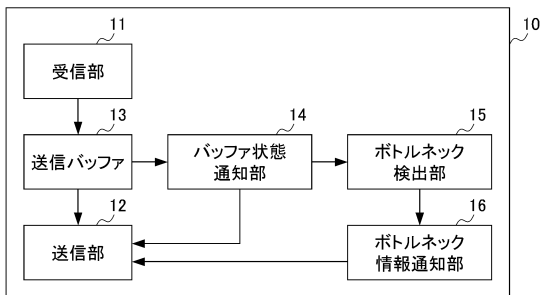 10
11
受信部
13
送信バッファ
14
バッファ状態
通知部
15
ボトルネック
検出部
12
送信部
16
ボトルネック
情報通知部